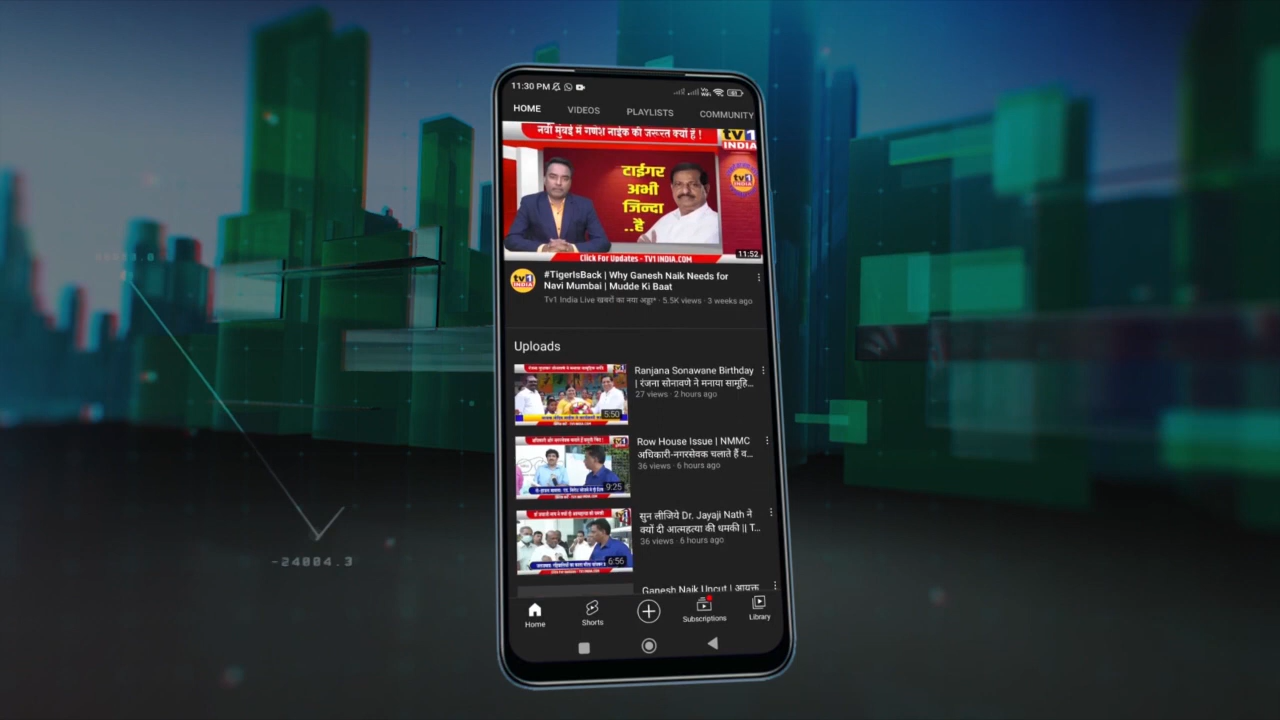 11:30 PM
HOME
VIDEOS
PLAYLISTS
COMMUNITY
नवी मुंबई में गणेश नाईक की जरूरत क्यों है !
tv1
INDIA
टाईगर
अभी
जिन्दा
..है
tv1
INDIA
Click For Updates - TV1 INDIA.COM
11:52
tv1
INDIA
#TigerIsBack | Why Ganesh Naik Needs for
Navi Mumbai | Mudde Ki Baat
Tv1 India Live खबरों का नया अड्डा" · 5.5K views · 3 weeks ago
Uploads
5:50
Ranjana Sonawane Birthday
| रंजना सोनावणे ने मनाया सामूहि...
27 views · 2 hours ago
9:25
Row House Issue | NMMC
अधिकारी-नगरसेवक चलाते हैं व...
36 views · 6 hours ago
6:56
सुन लीजिये Dr. Jayaji Nath ने
क्यों दी आत्महत्या की धमकी || T...
36 views · 6 hours ago
Ganesh Naik Uncut | आयुक्त
Home
Shorts
Subscriptions
Library
-24004.3